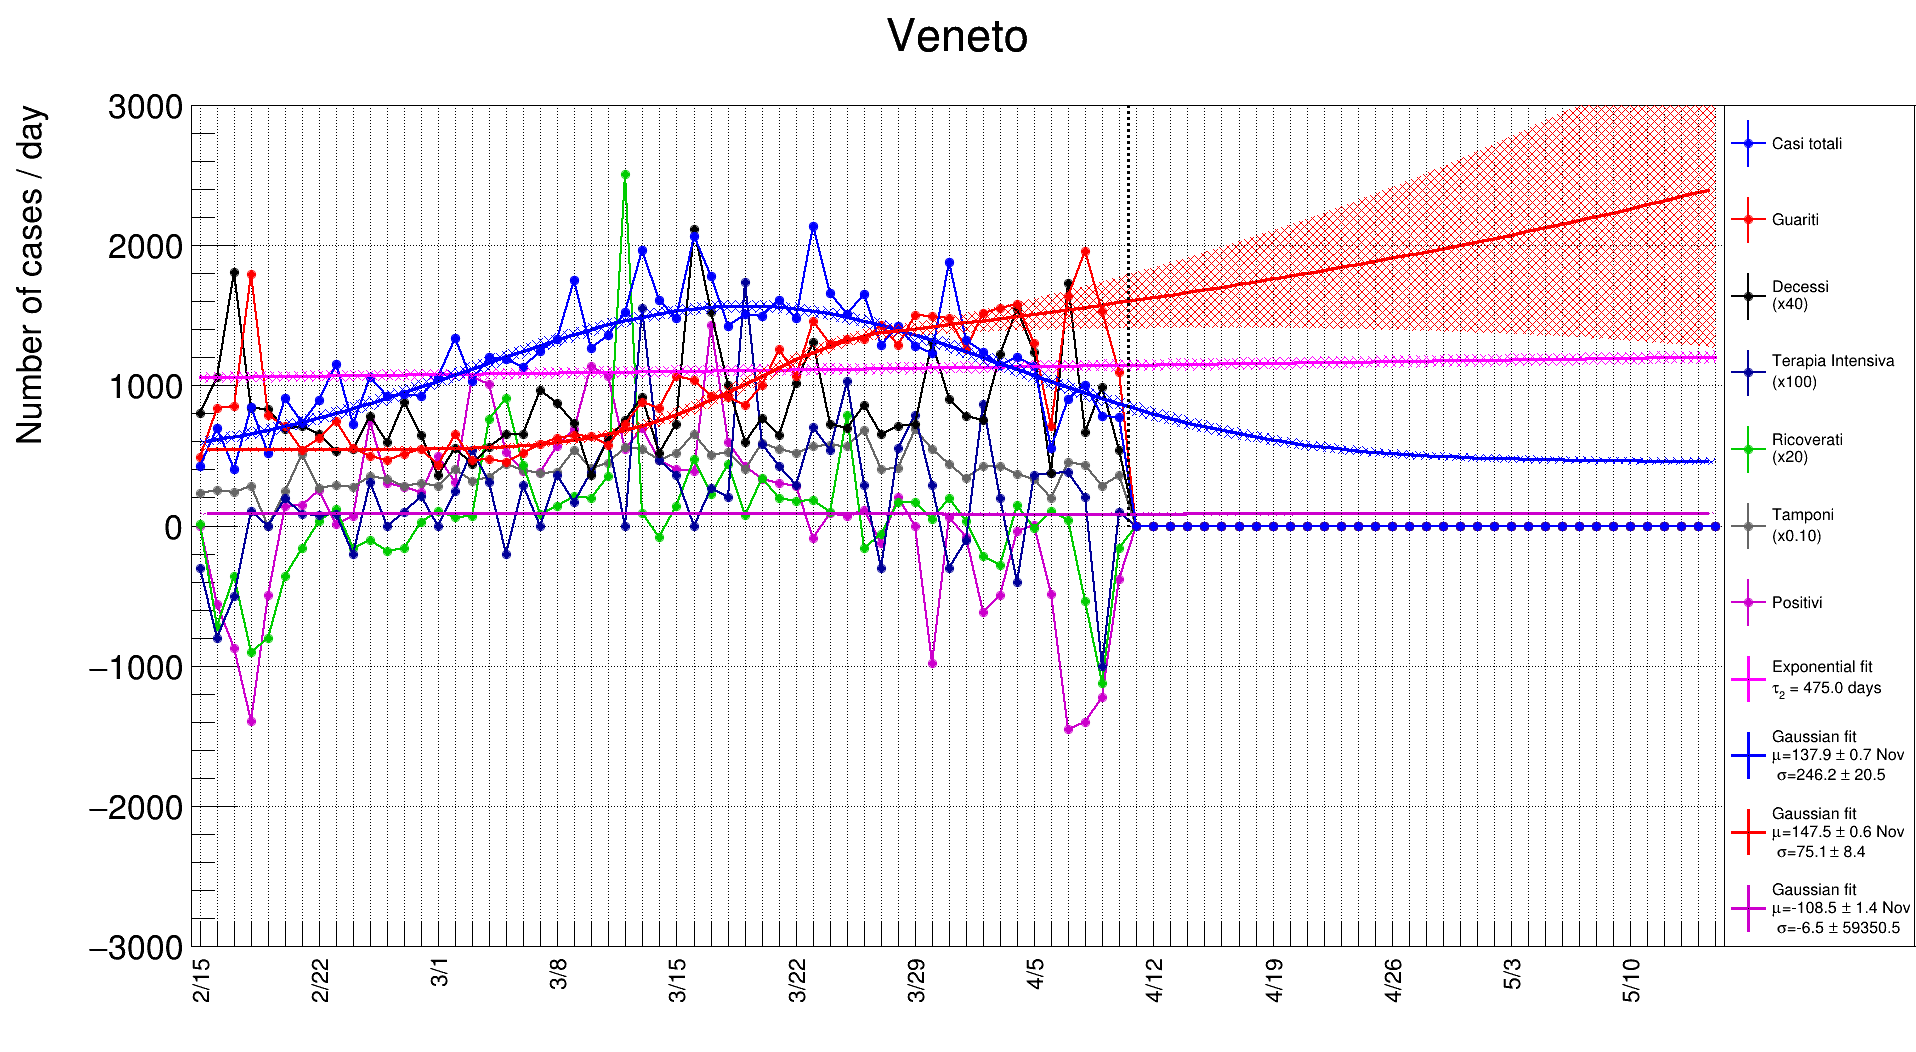 Veneto
Number of cases / day
3000
2000
1000
0
−1000
−2000
−3000
2/15
2/22
3/1
3/8
3/15
3/22
3/29
4/5
4/12
4/19
4/26
5/3
5/10
Casi totali
Guariti
Decessi
(x40)
Terapia Intensiva
(x100)
Ricoverati
(x20)
Tamponi
(x0.10)
Positivi
Exponential fit
τ2 = 475.0 days
Gaussian fit
μ=137.9 ± 0.7 Nov
σ=246.2 ± 20.5
Gaussian fit
μ=147.5 ± 0.6 Nov
σ=75.1 ± 8.4
Gaussian fit
μ=-108.5 ± 1.4 Nov
σ=-6.5 ± 59350.5